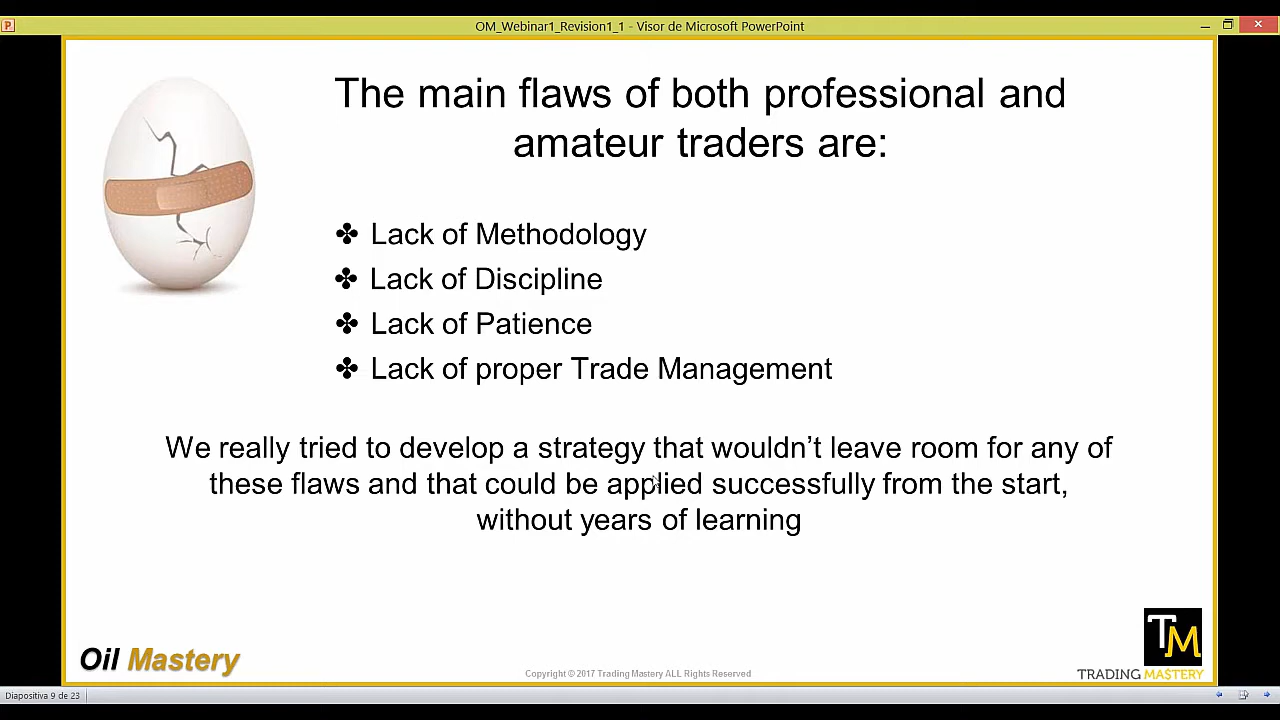 OM_Webinar1_Revision1_1 - Visor de Microsoft PowerPoint
The main flaws of both professional and
amateur traders are:
✤ Lack of Methodology
✤ Lack of Discipline
✤ Lack of Patience
✤ Lack of proper Trade Management
We really tried to develop a strategy that wouldn’t leave room for any of
these flaws and that could be applied successfully from the start,
without years of learning
Oil Mastery
Copyright © 2017 Trading Mastery ALL Rights Reserved
TM
TRADING MASTERY
Diapositiva 9 de 23